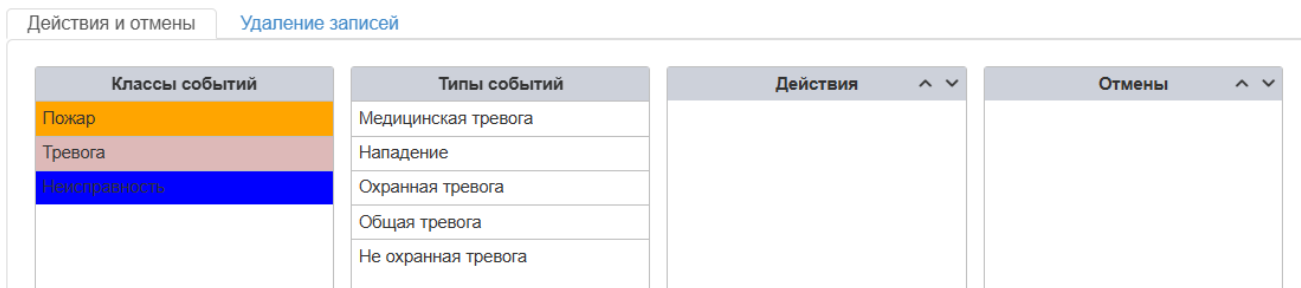 Действия и отмены Удаление записей
Классы событий Типы событий Действия Отмены
Пожар Медицинская тревога
Тревога Нападение
Неисправность Охранная тревога
Общая тревога
Не охранная тревога